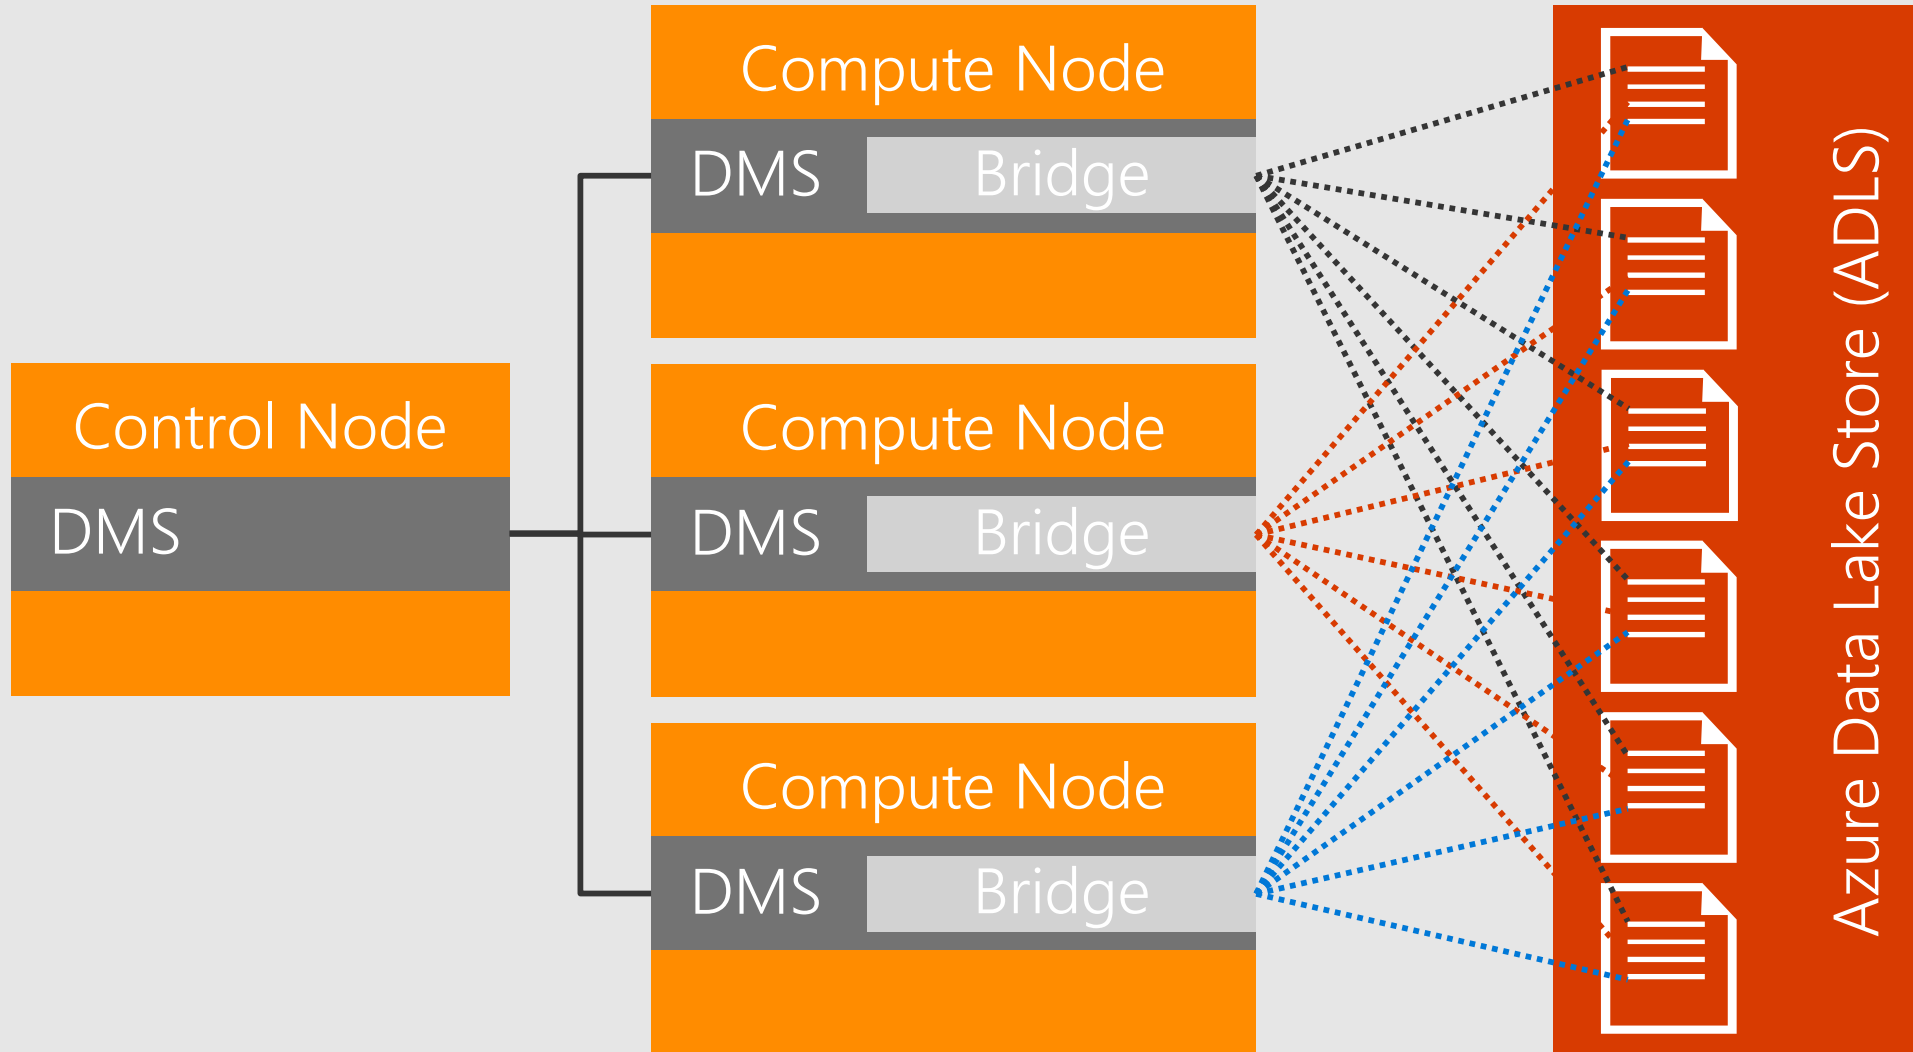 Control Node
DMS
Compute Node
DMS
Bridge
Compute Node
DMS
Bridge
Compute Node
DMS
Bridge
Azure Data Lake Store (ADLS)